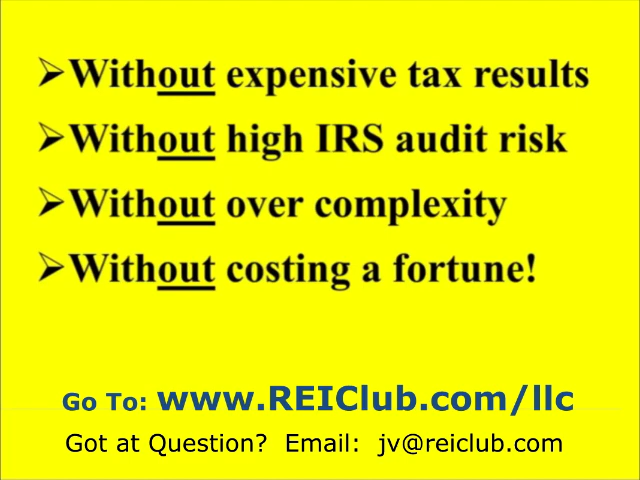 ➢Without expensive tax results
➢Without high IRS audit risk
➢Without over complexity
➢Without costing a fortune!
Go To: www.REIClub.com/llc
Got at Question? Email: jv@reiclub.com